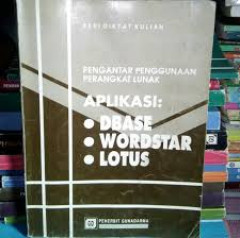 SERI DIKTAT KULIAH
PENGANTAR PENGGUNAAN
PERANGKAT LUNAK
APLIKASI:
• DBASE
• WORDSTAR
• LOTUS
PENERBIT GUNADARMA